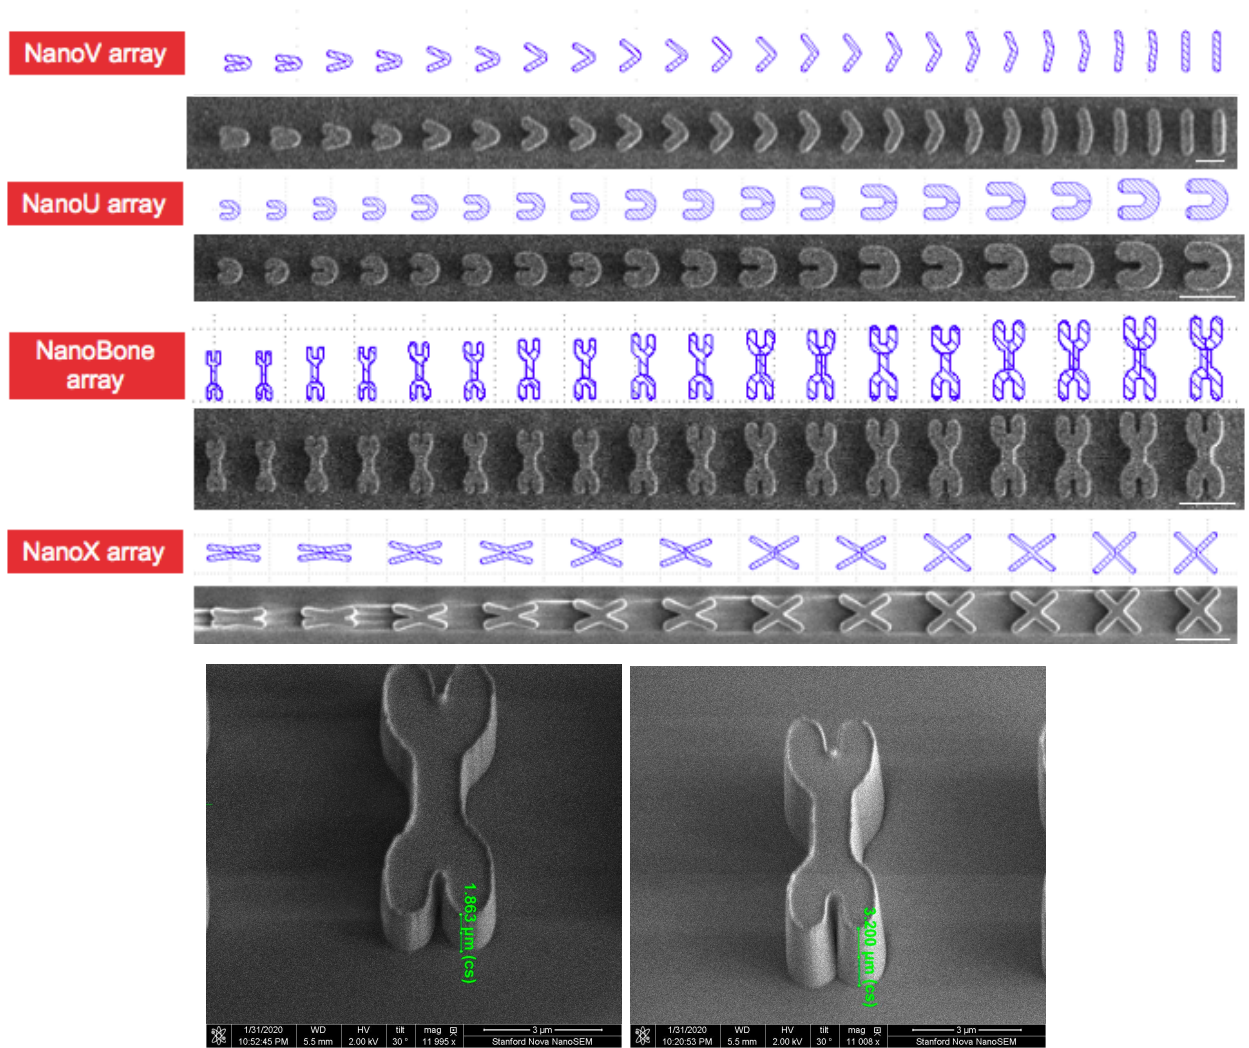 NanoV array
NanoU array
NanoBone
array
NanoX array
1.863 µm (cs)
3.200 µm (cs)
1/31/2020 WD HV tilt mag 3 µm
10:52:45 PM 5.5 mm 2.00 kV 30 ° 11 995 x Stanford Nova NanoSEM
1/31/2020 WD HV tilt mag 3 µm
10:20:53 PM 5.5 mm 2.00 kV 30 ° 11 008 x Stanford Nova NanoSEM